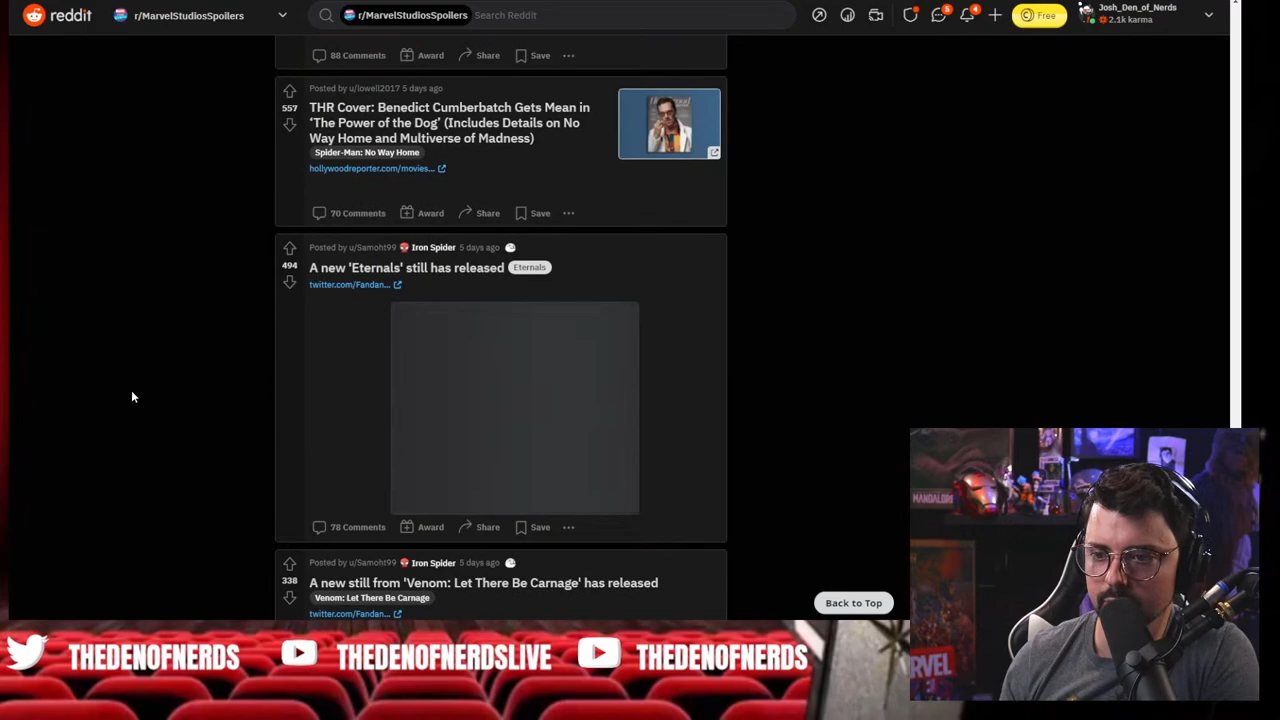 reddit
r/MarvelStudiosSpoilers
r/MarvelStudiosSpoilers Search Reddit
5
4
Free
Josh_Den_of_Nerds
2.1k karma
88 Comments Award Share Save
Posted by u/lowell2017 5 days ago
557
THR Cover: Benedict Cumberbatch Gets Mean in
‘The Power of the Dog’ (Includes Details on No
Way Home and Multiverse of Madness)
Spider-Man: No Way Home
hollywoodreporter.com/movies...
70 Comments Award Share Save
Posted by u/Samoht99 Iron Spider 5 days ago
494
A new 'Eternals' still has released Eternals
twitter.com/Fandan...
78 Comments Award Share Save
Posted by u/Samoht99 Iron Spider 5 days ago
338
A new still from 'Venom: Let There Be Carnage' has released
Venom: Let There Be Carnage
twitter.com/Fandan...
Back to Top
MANDALOR
MARVEL
THEDENOFNERDS THEDENOFNERDSLIVE THEDENOFNERDS